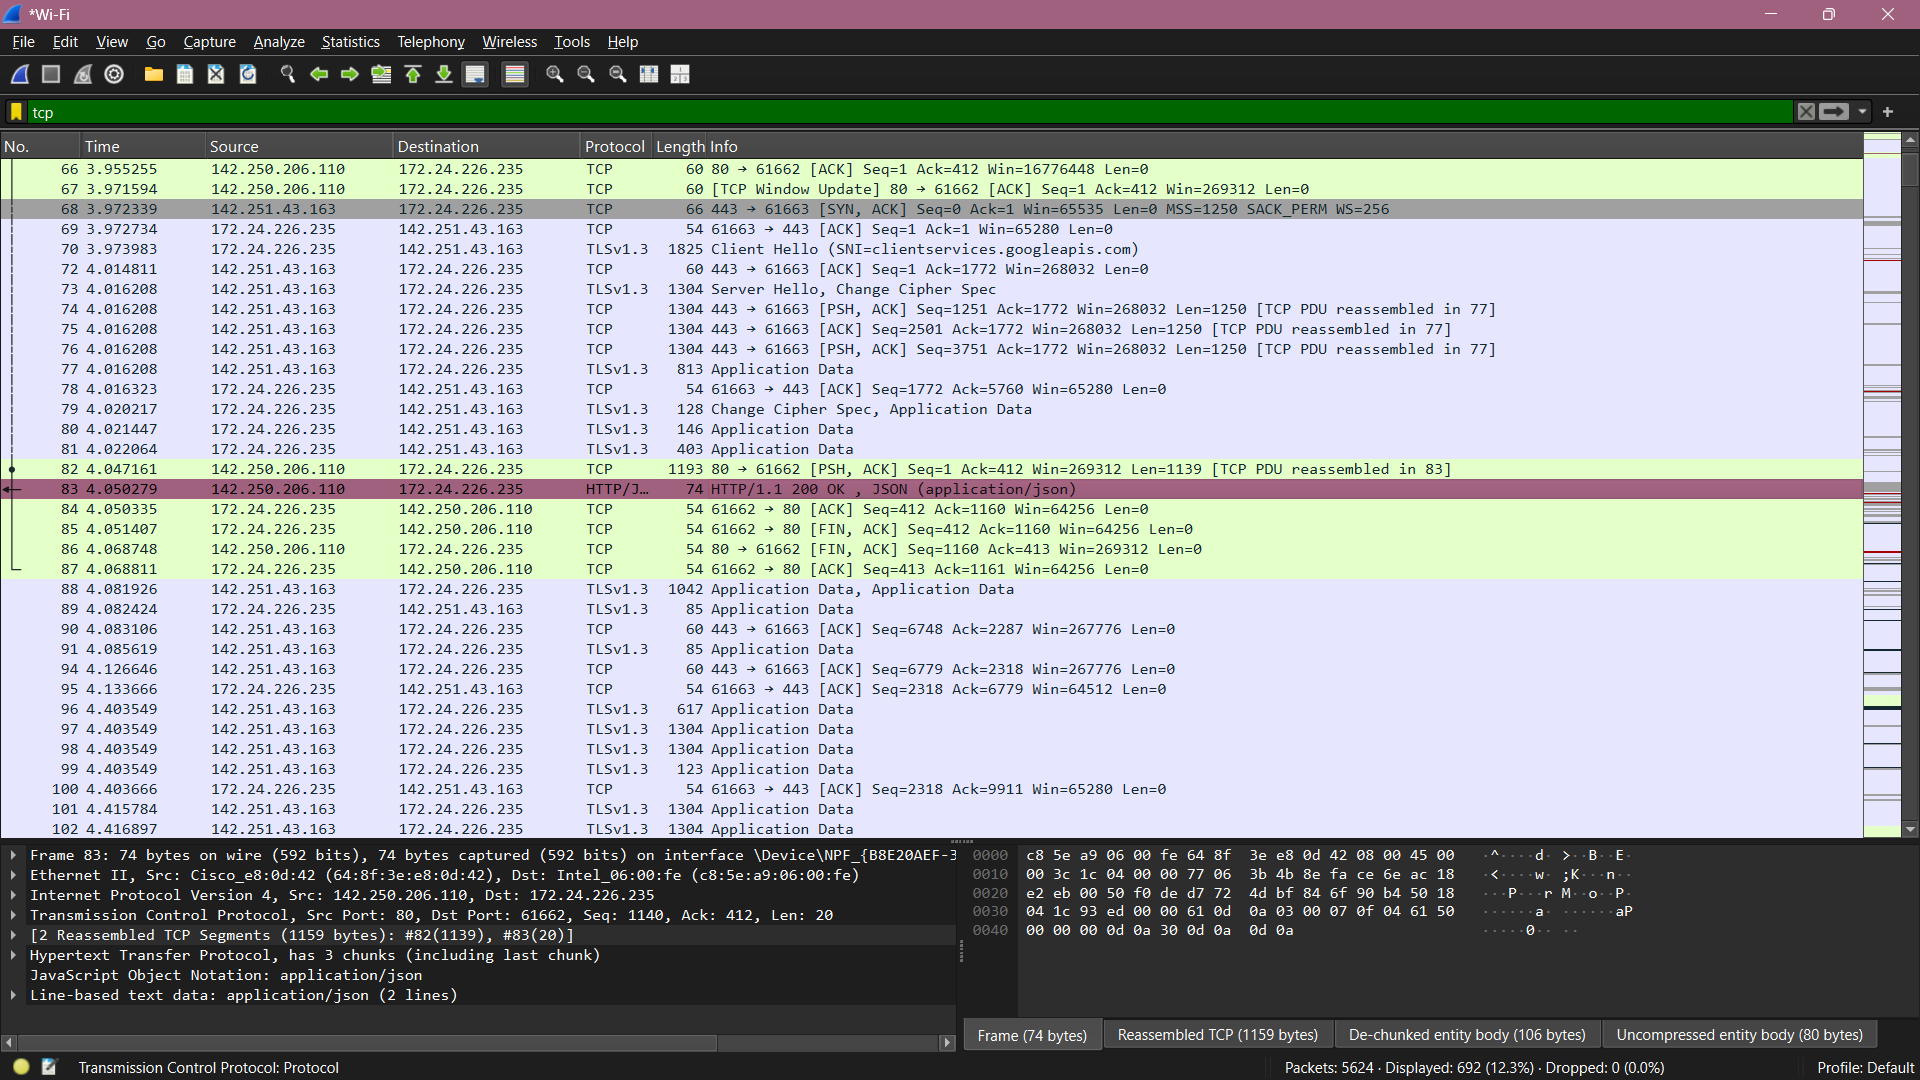 *Wi-Fi
File Edit View Go Capture Analyze Statistics Telephony Wireless Tools Help
tcp
No. Time Source Destination Protocol Length Info
66 3.955255 142.250.206.110 172.24.226.235 TCP 60 80 → 61662 [ACK] Seq=1 Ack=412 Win=16776448 Len=0
67 3.971594 142.250.206.110 172.24.226.235 TCP 60 [TCP Window Update] 80 → 61662 [ACK] Seq=1 Ack=412 Win=269312 Len=0
68 3.972339 142.251.43.163 172.24.226.235 TCP 66 443 → 61663 [SYN, ACK] Seq=0 Ack=1 Win=65535 Len=0 MSS=1250 SACK_PERM WS=256
69 3.972734 172.24.226.235 142.251.43.163 TCP 54 61663 → 443 [ACK] Seq=1 Ack=1 Win=65280 Len=0
70 3.973983 172.24.226.235 142.251.43.163 TLSv1.3 1825 Client Hello (SNI=clientservices.googleapis.com)
72 4.014811 142.251.43.163 172.24.226.235 TCP 60 443 → 61663 [ACK] Seq=1 Ack=1772 Win=268032 Len=0
73 4.016208 142.251.43.163 172.24.226.235 TLSv1.3 1304 Server Hello, Change Cipher Spec
74 4.016208 142.251.43.163 172.24.226.235 TCP 1304 443 → 61663 [PSH, ACK] Seq=1251 Ack=1772 Win=268032 Len=1250 [TCP PDU reassembled in 77]
75 4.016208 142.251.43.163 172.24.226.235 TCP 1304 443 → 61663 [ACK] Seq=2501 Ack=1772 Win=268032 Len=1250 [TCP PDU reassembled in 77]
76 4.016208 142.251.43.163 172.24.226.235 TCP 1304 443 → 61663 [PSH, ACK] Seq=3751 Ack=1772 Win=268032 Len=1250 [TCP PDU reassembled in 77]
77 4.016208 142.251.43.163 172.24.226.235 TLSv1.3 813 Application Data
78 4.016323 172.24.226.235 142.251.43.163 TCP 54 61663 → 443 [ACK] Seq=1772 Ack=5760 Win=65280 Len=0
79 4.020217 172.24.226.235 142.251.43.163 TLSv1.3 128 Change Cipher Spec, Application Data
80 4.021447 172.24.226.235 142.251.43.163 TLSv1.3 146 Application Data
81 4.022064 172.24.226.235 142.251.43.163 TLSv1.3 403 Application Data
82 4.047161 142.250.206.110 172.24.226.235 TCP 1193 80 → 61662 [PSH, ACK] Seq=1 Ack=412 Win=269312 Len=1139 [TCP PDU reassembled in 83]
83 4.050279 142.250.206.110 172.24.226.235 HTTP/J… 74 HTTP/1.1 200 OK , JSON (application/json)
84 4.050335 172.24.226.235 142.250.206.110 TCP 54 61662 → 80 [ACK] Seq=412 Ack=1160 Win=64256 Len=0
85 4.051407 172.24.226.235 142.250.206.110 TCP 54 61662 → 80 [FIN, ACK] Seq=412 Ack=1160 Win=64256 Len=0
86 4.068748 142.250.206.110 172.24.226.235 TCP 54 80 → 61662 [FIN, ACK] Seq=1160 Ack=413 Win=269312 Len=0
87 4.068811 172.24.226.235 142.250.206.110 TCP 54 61662 → 80 [ACK] Seq=413 Ack=1161 Win=64256 Len=0
88 4.081926 142.251.43.163 172.24.226.235 TLSv1.3 1042 Application Data, Application Data
89 4.082424 172.24.226.235 142.251.43.163 TLSv1.3 85 Application Data
90 4.083106 142.251.43.163 172.24.226.235 TCP 60 443 → 61663 [ACK] Seq=6748 Ack=2287 Win=267776 Len=0
91 4.085619 142.251.43.163 172.24.226.235 TLSv1.3 85 Application Data
94 4.126646 142.251.43.163 172.24.226.235 TCP 60 443 → 61663 [ACK] Seq=6779 Ack=2318 Win=267776 Len=0
95 4.133666 172.24.226.235 142.251.43.163 TCP 54 61663 → 443 [ACK] Seq=2318 Ack=6779 Win=64512 Len=0
96 4.403549 142.251.43.163 172.24.226.235 TLSv1.3 617 Application Data
97 4.403549 142.251.43.163 172.24.226.235 TLSv1.3 1304 Application Data
98 4.403549 142.251.43.163 172.24.226.235 TLSv1.3 1304 Application Data
99 4.403549 142.251.43.163 172.24.226.235 TLSv1.3 123 Application Data
100 4.403666 172.24.226.235 142.251.43.163 TCP 54 61663 → 443 [ACK] Seq=2318 Ack=9911 Win=65280 Len=0
101 4.415784 142.251.43.163 172.24.226.235 TLSv1.3 1304 Application Data
102 4.416897 142.251.43.163 172.24.226.235 TLSv1.3 1304 Application Data
Frame 83: 74 bytes on wire (592 bits), 74 bytes captured (592 bits) on interface \Device\NPF_{B8E20AEF-3
Ethernet II, Src: Cisco_e8:0d:42 (64:8f:3e:e8:0d:42), Dst: Intel_06:00:fe (c8:5e:a9:06:00:fe)
Internet Protocol Version 4, Src: 142.250.206.110, Dst: 172.24.226.235
Transmission Control Protocol, Src Port: 80, Dst Port: 61662, Seq: 1140, Ack: 412, Len: 20
[2 Reassembled TCP Segments (1159 bytes): #82(1139), #83(20)]
Hypertext Transfer Protocol, has 3 chunks (including last chunk)
JavaScript Object Notation: application/json
Line-based text data: application/json (2 lines)
0000 c8 5e a9 06 00 fe 64 8f 3e e8 0d 42 08 00 45 00 ·^····d· >··B··E·
0010 00 3c 1c 04 00 00 77 06 3b 4b 8e fa ce 6e ac 18 ·<····w· ;K···n··
0020 e2 eb 00 50 f0 de d7 72 4d bf 84 6f 90 b4 50 18 ···P···r M··o··P·
0030 04 1c 93 ed 00 00 61 0d 0a 03 00 07 0f 04 61 50 ······a· ······aP
0040 00 00 00 0d 0a 30 0d 0a 0d 0a ·····0·· ··
Frame (74 bytes) Reassembled TCP (1159 bytes) De-chunked entity body (106 bytes) Uncompressed entity body (80 bytes)
Transmission Control Protocol: Protocol
Packets: 5624 · Displayed: 692 (12.3%) · Dropped: 0 (0.0%)
Profile: Default